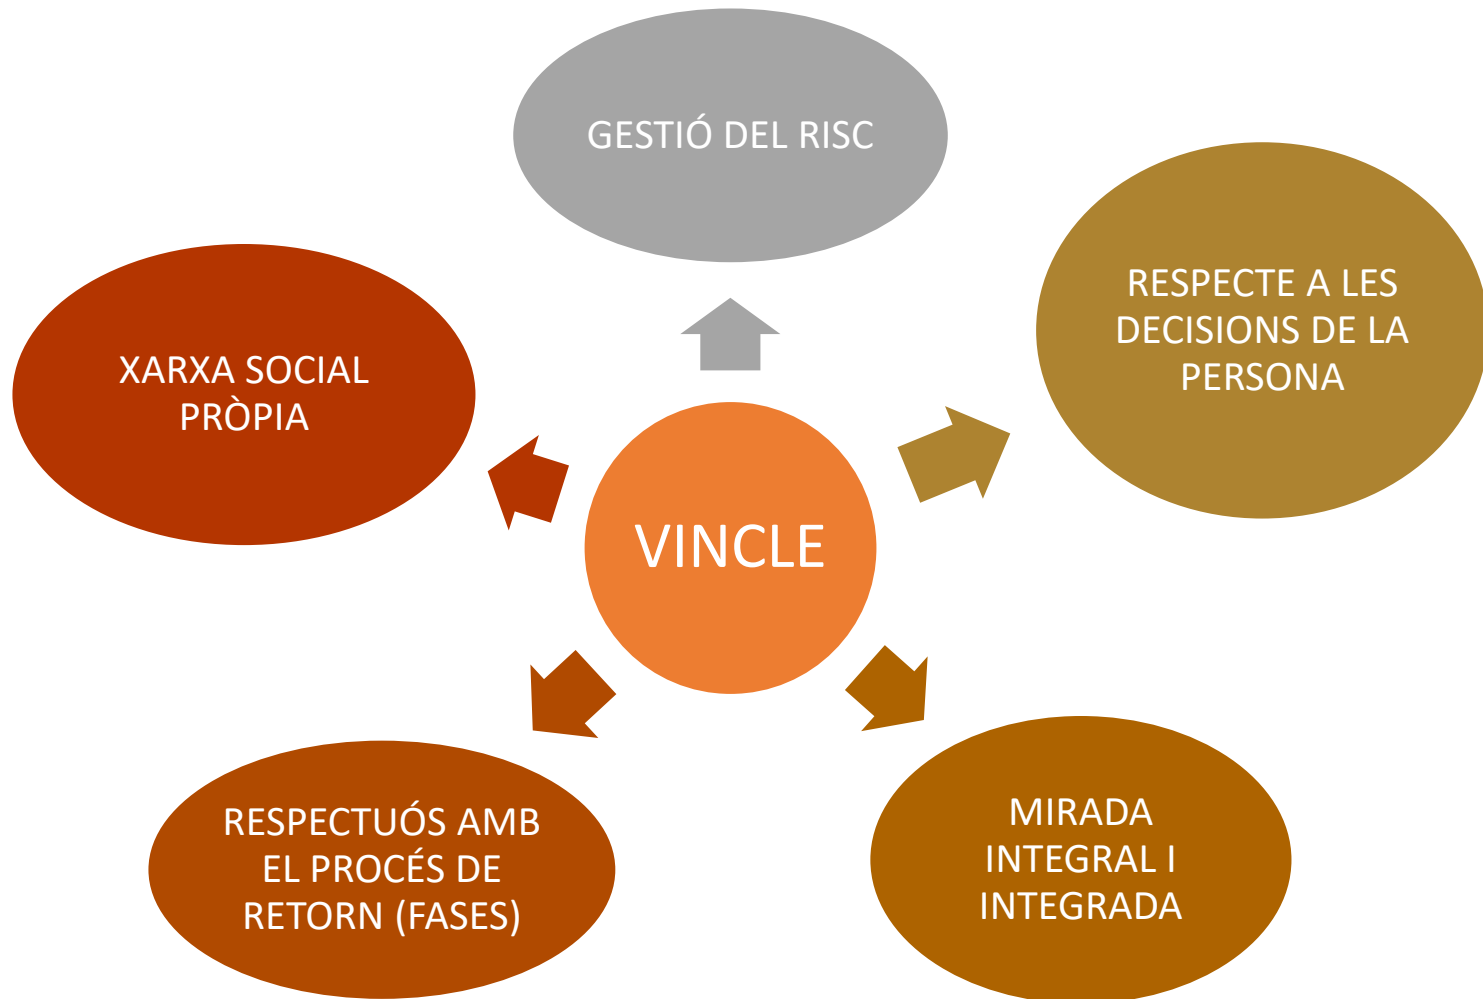 GESTIÓ DEL RISC
RESPECTE A LES
DECISIONS DE LA
PERSONA
XARXA SOCIAL
PRÒPIA
VINCLE
RESPECTUÓS AMB
EL PROCÉS DE
RETORN (FASES)
MIRADA
INTEGRAL I
INTEGRADA